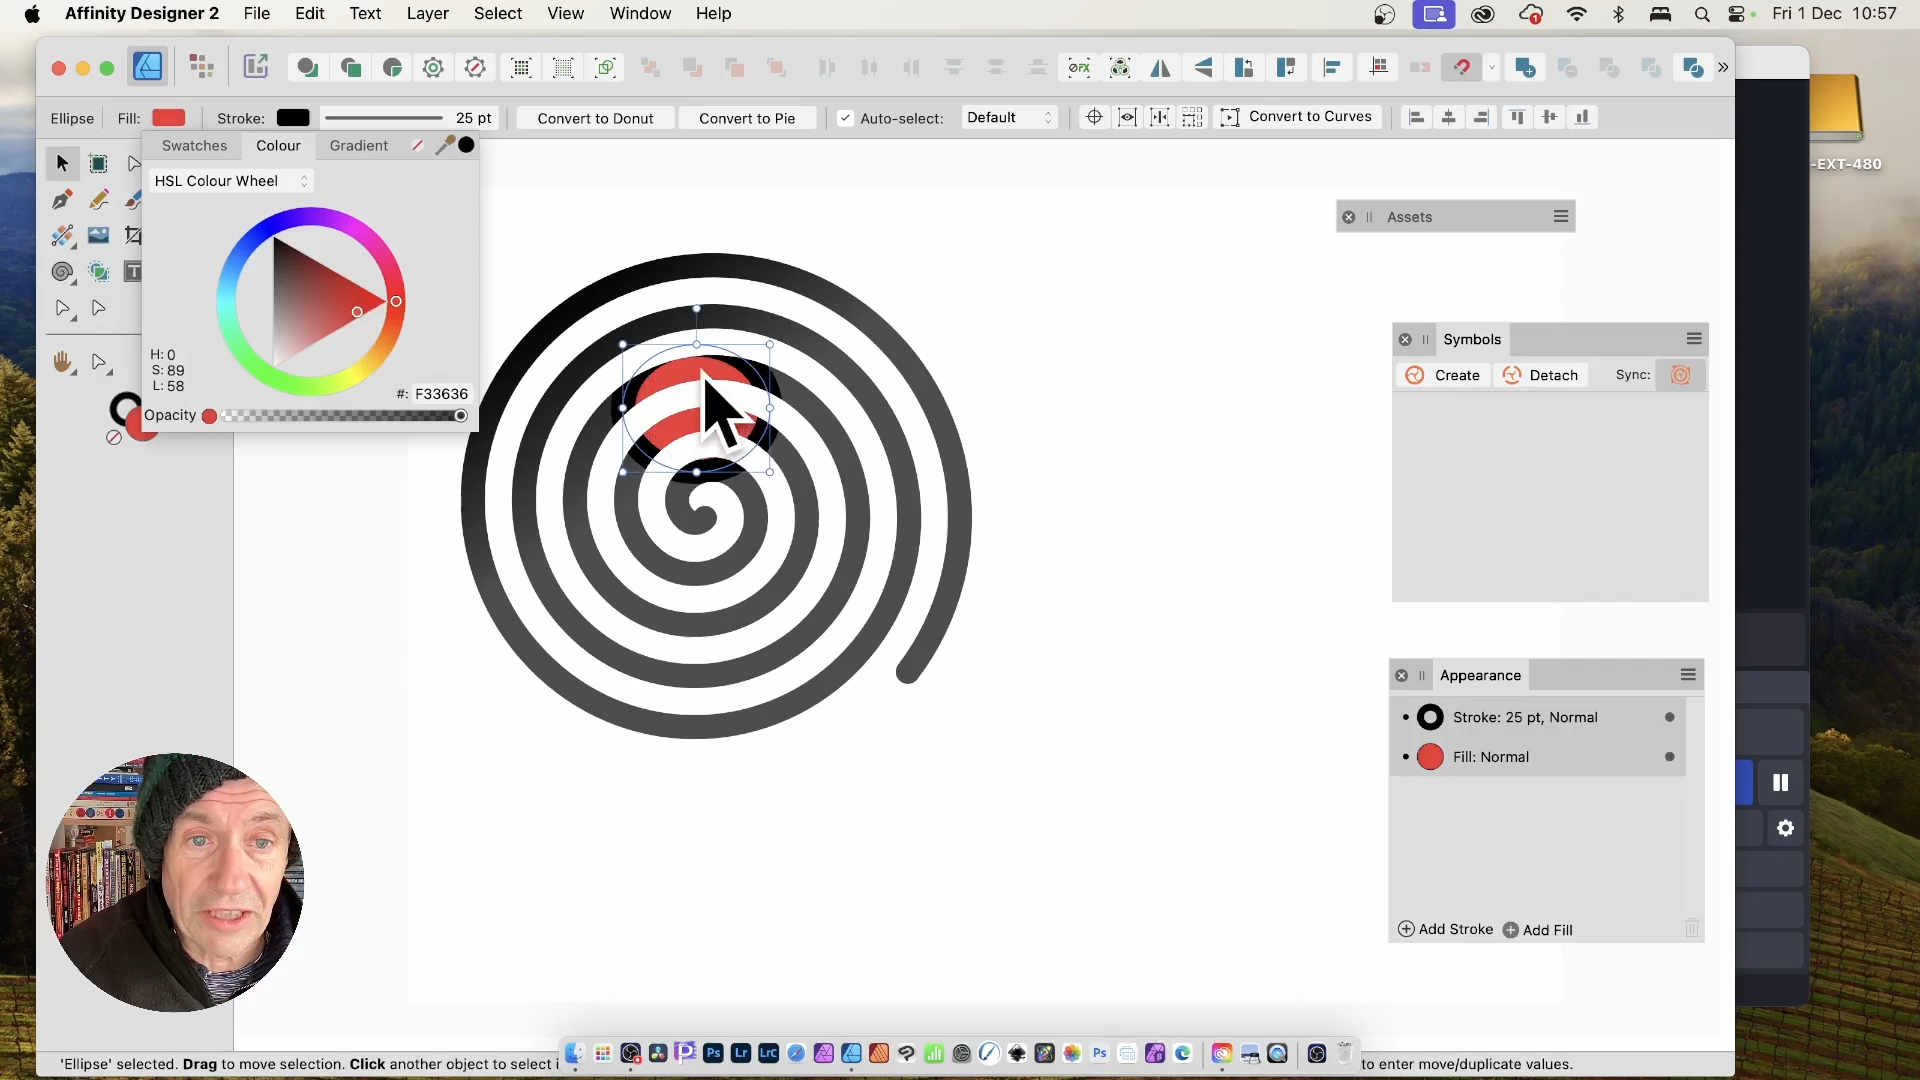 Affinity Designer 2 File Edit Text Layer Select View Window Help Fri 1 Dec 10:57
Ellipse Fill: Stroke: 25 pt Convert to Donut Convert to Pie Auto-select: Default Convert to Curves
Swatches Colour Gradient
HSL Colour Wheel
H: 0
S: 89
L: 58
#: F33636
Opacity
-EXT-480
Assets
Symbols
Create Detach Sync:
Appearance
Stroke: 25 pt, Normal
Fill: Normal
Add Stroke Add Fill
'Ellipse' selected. Drag to move selection. Click another object to select i
to enter move/duplicate values.
Ps Lr LrC Ps